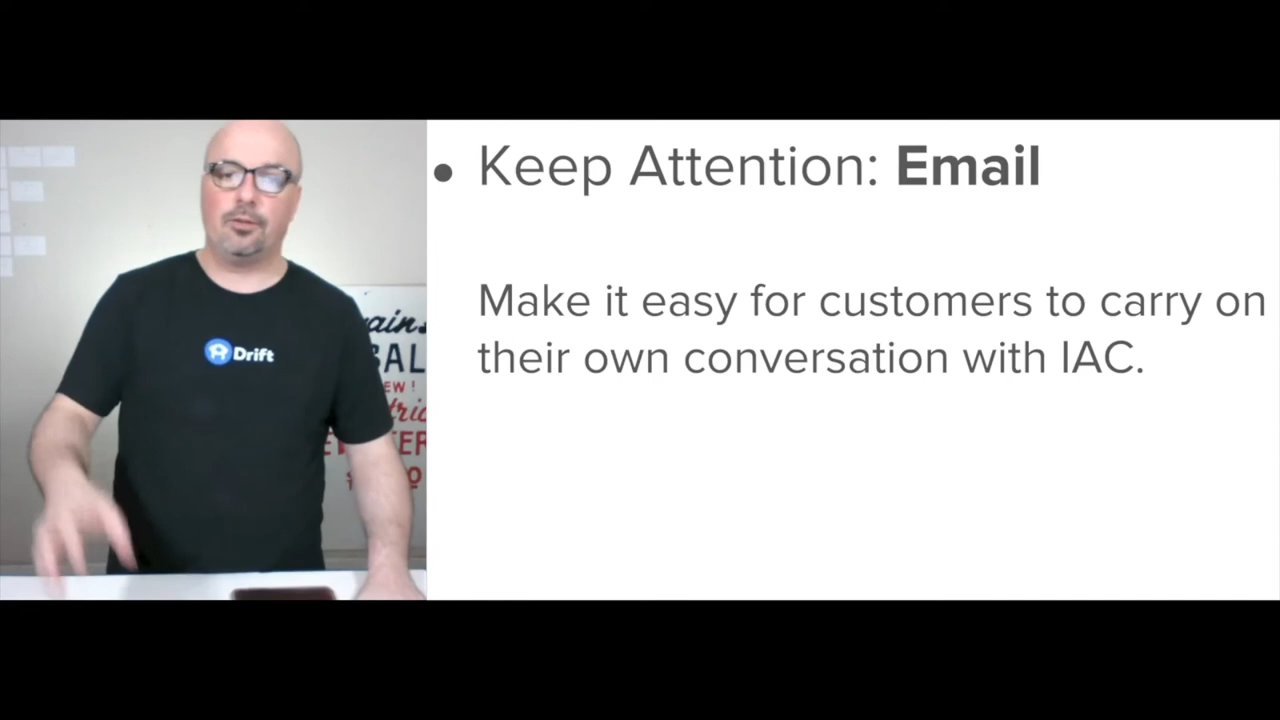 Keep Attention: Email
Make it easy for customers to carry on
their own conversation with IAC.
Drift